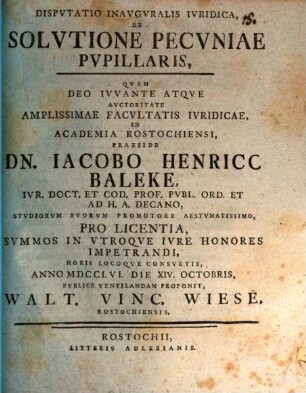 DISPVTATIO INAVGVRALIS IVRIDICA,
DE
SOLVTIONE PECVNIAE
PVPILLARIS,
QVAM
DEO IVVANTE ATQVE
AVCTORITATE
AMPLISSIMAE FACVLTATIS IVRIDICAE,
IN
ACADEMIA ROSTOCHIENSI,
PRAESIDE
DN. IACOBO HENRICC
BALEKE,
IVR. DOCT. ET COD. PROF. PVBL. ORD. ET
AD H. A. DECANO,
STVDIORVM SVORVM PROMOTORE AESTVMATISSIMO,
PRO LICENTIA,
SVMMOS IN VTROQVE IVRE HONORES
IMPETRANDI,
HORIS LOCOQVE CONSVETIS,
ANNO MDCCLVI. DIE XIV. OCTOBRIS,
PVBLICE VENTILANDAM PROPONIT,
WALT. VINC. WIESE,
ROSTOCHIENSIS.
ROSTOCHII,
LITTERIS ADLERIANIS.